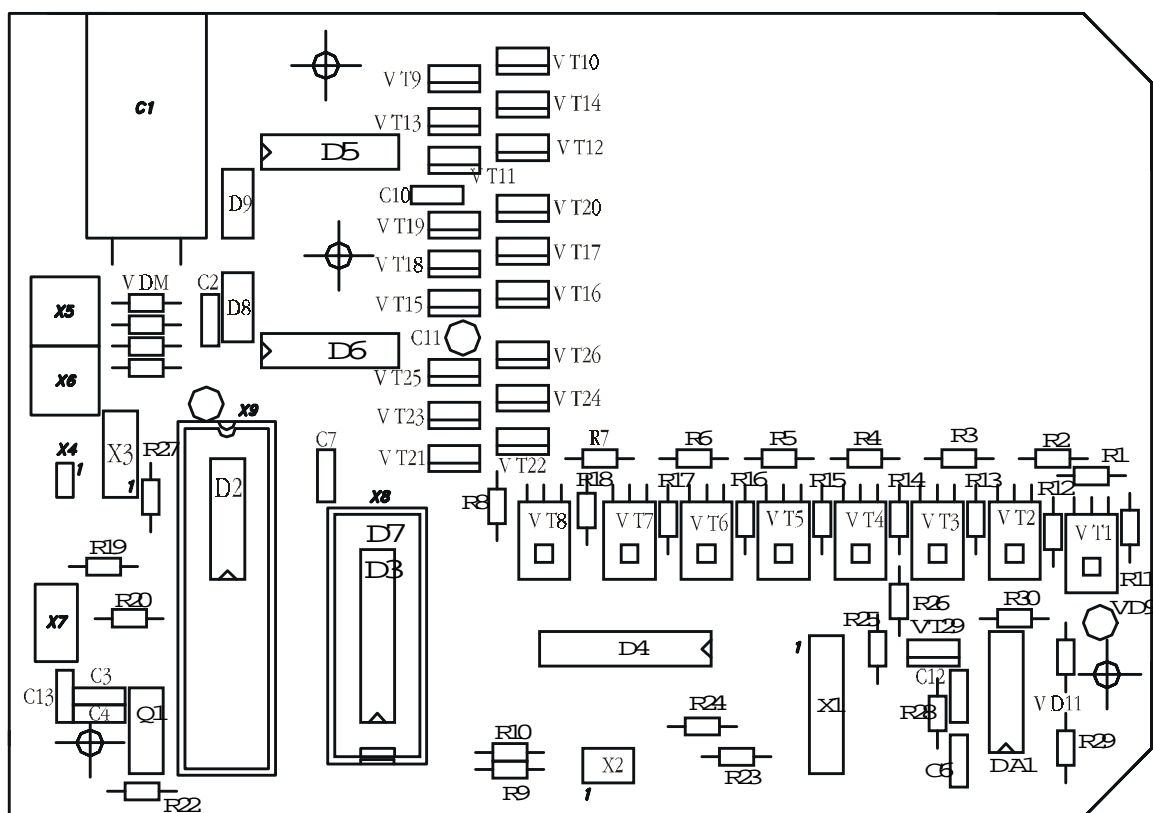 VT10
VT9
VT14
C1
VT13
VT12
D5
VT11
C10
D9
VT20
VT19
VT17
VT18
VDM
C2
VT16
VT15
X5
D8
C11
D6
VT26
VT25
X6
VT24
X9
VT23
C7
R7
R6
R5
R4
R3
R2
X4
1
X3
R27
VT21
VT22
R1
R18
R17
R16
R15
R14
R13
R12
1
D2
X8
R8
VT8
VT7
VT6
VT5
VT4
VT3
VT2
VT1
D7
R19
D3
R11
R20
R26
R30
VD9
X7
R25
VT29
D4
1
C3
C12
C13
C4
Q1
R24
X1
R28
VD11
R10
R29
X2
R23
C6
DA1
R9
1
R22